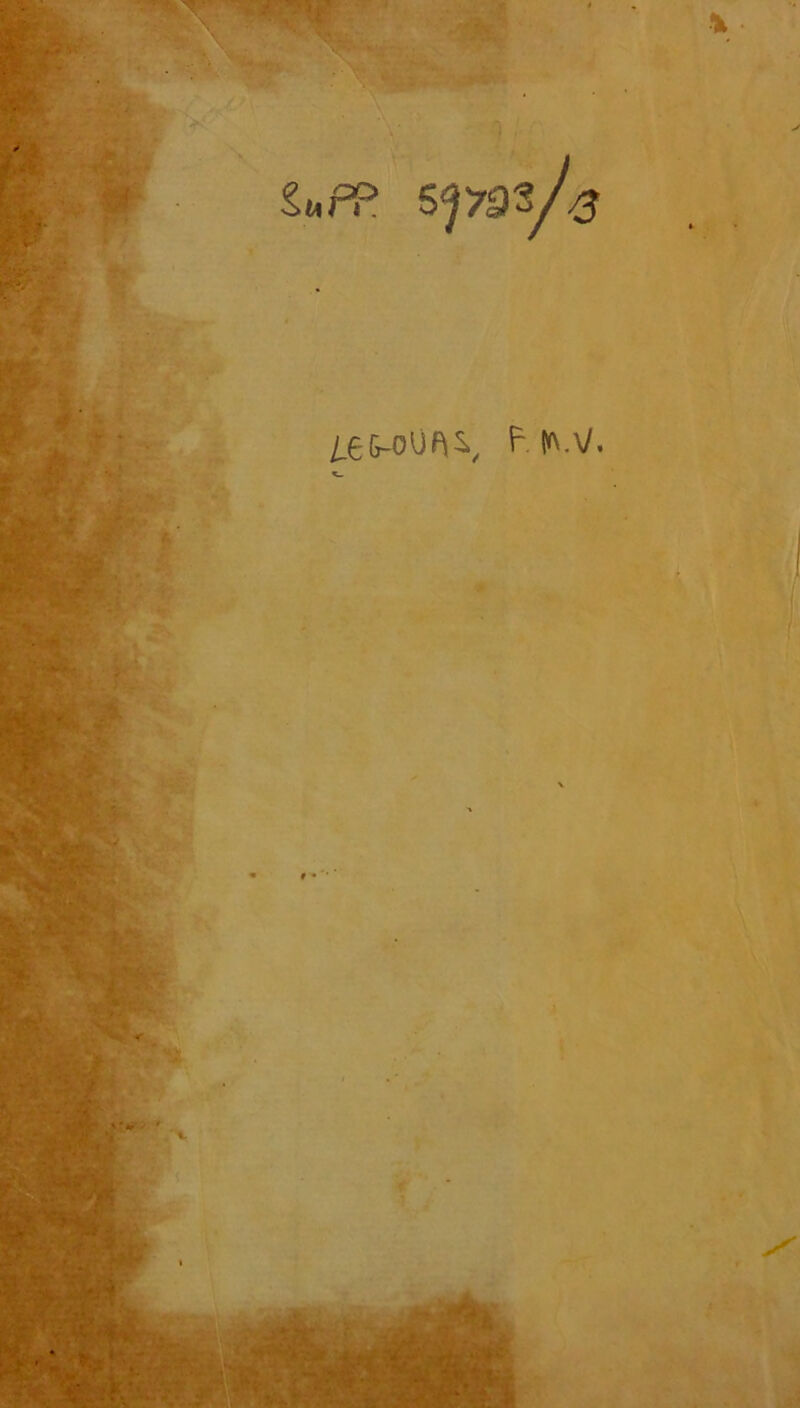 Supp. 59793/B
LEGOUAS, F. M.V.